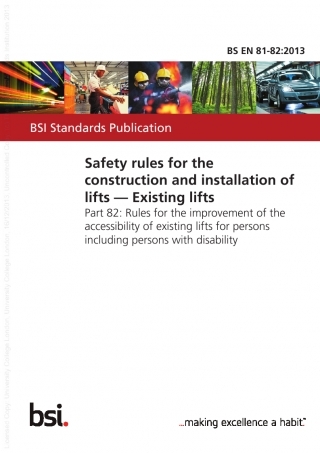 BS EN 81-82:2013
BSI Standards Publication
Safety rules for the
construction and installation of
lifts — Existing lifts
Part 82: Rules for the improvement of the
accessibility of existing lifts for persons
including persons with disability
bsi.
...making excellence a habit.™